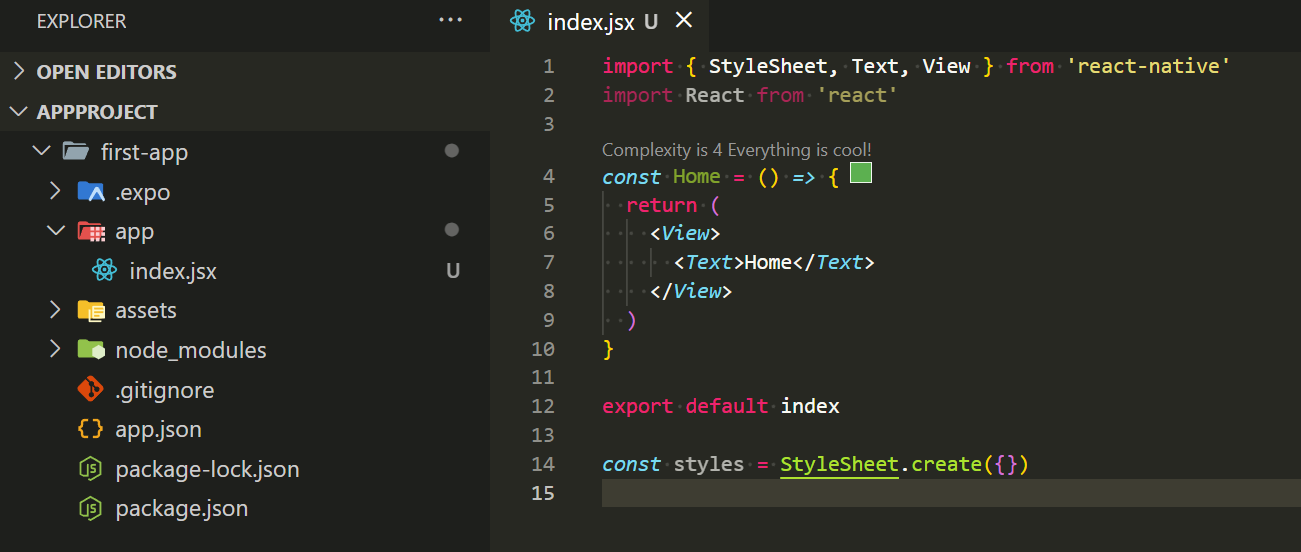 EXPLORER
...
OPEN EDITORS
APPPROJECT
first-app
.expo
app
index.jsx U
assets
node_modules
.gitignore
{} app.json
JS package-lock.json
JS package.json
index.jsx U ×
1 import { StyleSheet, Text, View } from 'react-native'
2 import React from 'react'
3
Complexity is 4 Everything is cool!
4 const Home = () => {
5 return (
6 <View>
7 <Text>Home</Text>
8 </View>
9 )
10 }
11
12 export default index
13
14 const styles = StyleSheet.create({})
15